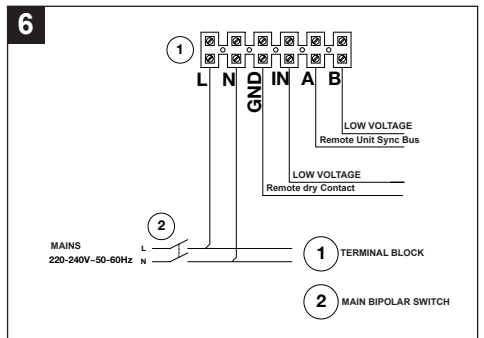 6
1
L N GND IN A B
LOW VOLTAGE
Remote Unit Sync Bus
LOW VOLTAGE
Remote dry Contact
2
MAINS
220-240V~50-60Hz
L
N
1 TERMINAL BLOCK
2 MAIN BIPOLAR SWITCH